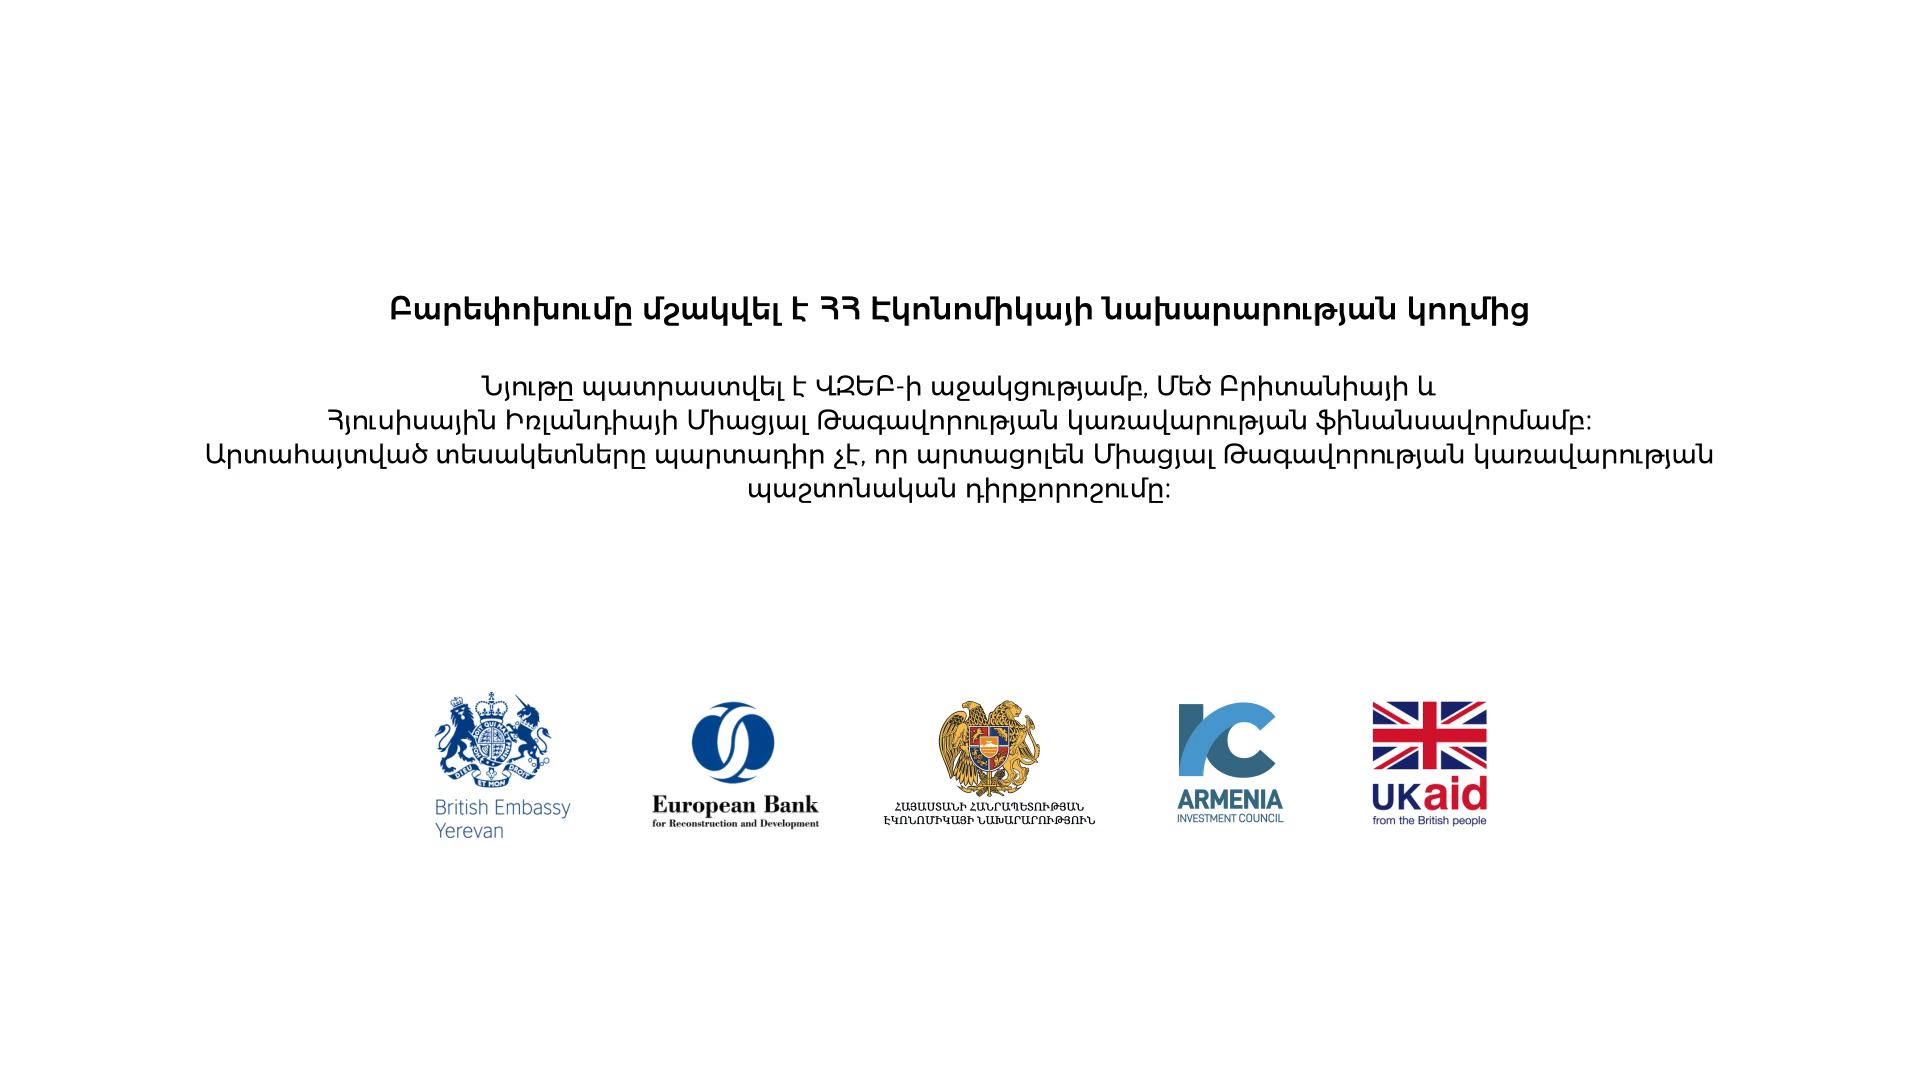 Բարեփոխումը մշակվել է ՀՀ Էկոնոմիկայի նախարարության կողմից
Նյութը պատրաստվել է ՎԶԵԲ-ի աջակցությամբ, Մեծ Բրիտանիայի և
Հյուսիսային Իռլանդիայի Միացյալ Թագավորության կառավարության ֆինանսավորմամբ:
Արտահայտված տեսակետները պարտադիր չէ, որ արտացոլեն Միացյալ Թագավորության կառավարության
պաշտոնական դիրքորոշումը:
DIEU ET MON DROIT
British Embassy
Yerevan
European Bank
for Reconstruction and Development
ՀԱՅԱՍՏԱՆԻ ՀԱՆՐԱՊԵՏՈՒԹՅԱՆ
ԷԿՈՆՈՄԻԿԱՅԻ ՆԱԽԱՐԱՐՈՒԹՅՈՒՆ
IC
ARMENIA
INVESTMENT COUNCIL
UKaid
from the British people